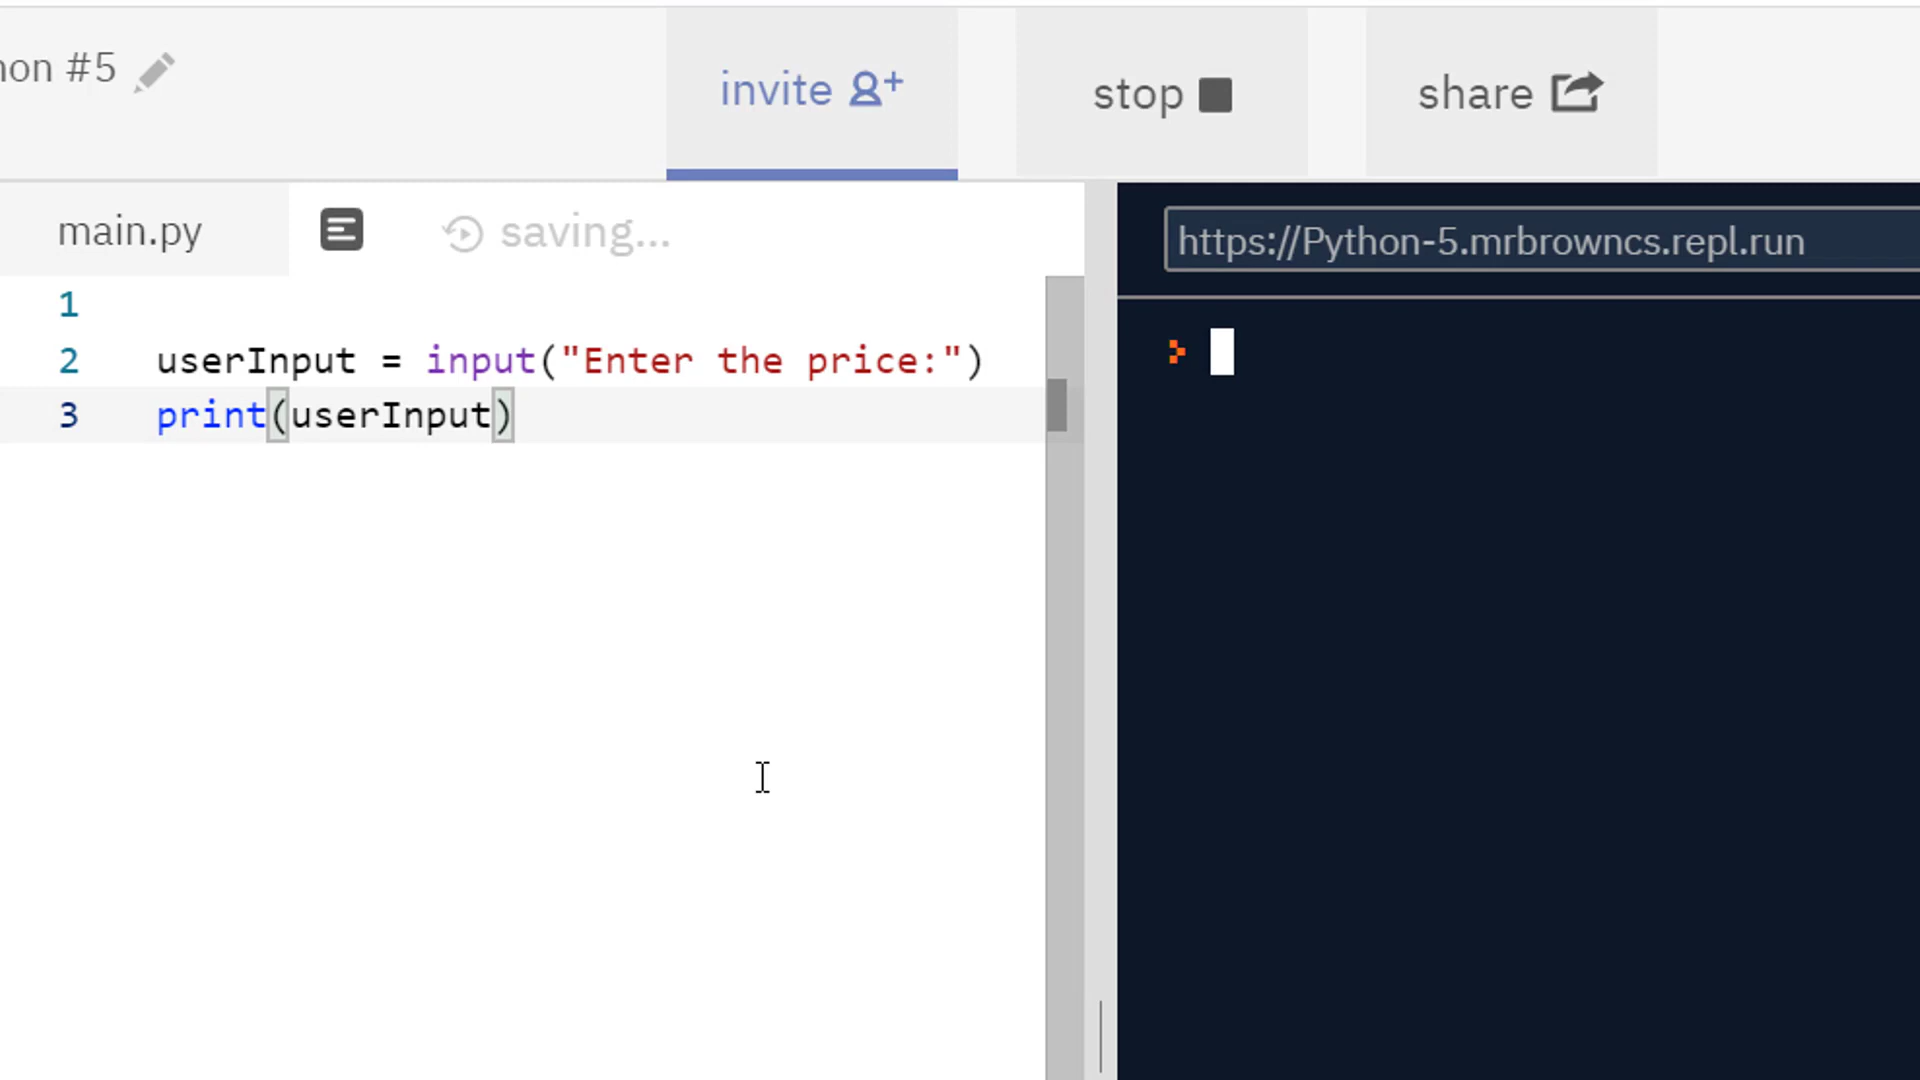 hon #5
invite
stop
share
main.py
saving...
https://Python-5.mrbrowncs.repl.run
1
2 userInput = input("Enter the price:")
3 print(userInput)